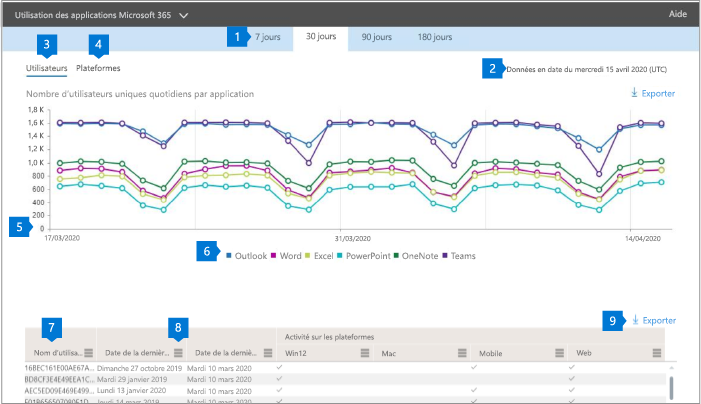 Utilisation des applications Microsoft 365
Aide
1
7 jours
30 jours
90 jours
180 jours
3
4
Utilisateurs
Plateformes
2
Données en date du mercredi 15 avril 2020 (UTC)
Nombre d'utilisateurs uniques quotidiens par application
Exporter
1,8 K
1,6 K
1,4 K
1,2 K
1,0 K
800
600
400
200
0
5
17/03/2020
31/03/2020
14/04/2020
6
Outlook Word Excel PowerPoint OneNote Teams
9
Exporter
7
8
Activité sur les plateformes
Nom d'utilisa... Date de la dernièr... Date de la derniè... Win12 Mac Mobile Web
16BEC161E00AE67A... Dimanche 27 octobre 2019 Mardi 10 mars 2020
BD8CF3E4E49EEA1C... Mardi 29 janvier 2019 Mardi 10 mars 2020
AEC5ED09E469E499... Lundi 13 janvier 2020 Mardi 10 mars 2020
Jeudi 14 mars 2019 Mardi 10 mars 2020